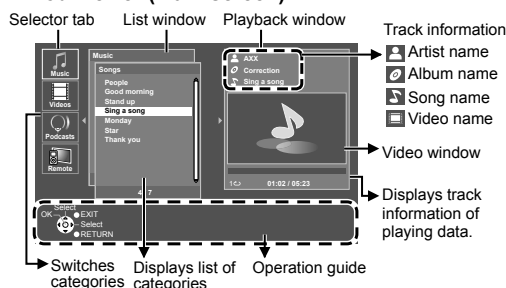 Selector tab
List window
Playback window
Track information
Artist name
Album name
Song name
Video name
Music
Videos
Podcasts
Remote
Music
Songs
People
Good morning
Stand up
Sing a song
Monday
Star
Thank you
AXX
Correction
Sing a song
01:02 / 05:23
Video window
Displays track
information of
playing data.
Select
OK
EXIT
Select
RETURN
Switches
categories
Displays list of
categories
Operation guide